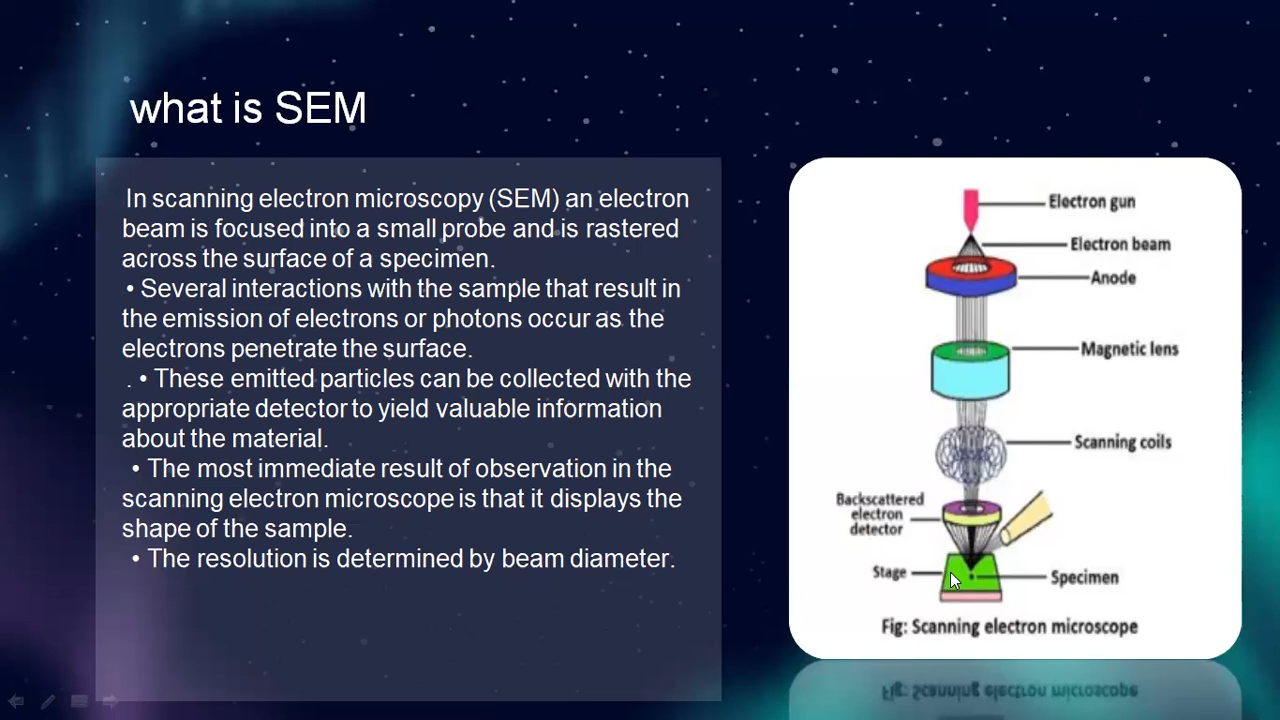 what is SEM
In scanning electron microscopy (SEM) an electron
beam is focused into a small probe and is rastered
across the surface of a specimen.
• Several interactions with the sample that result in
the emission of electrons or photons occur as the
electrons penetrate the surface.
. • These emitted particles can be collected with the
appropriate detector to yield valuable information
about the material.
• The most immediate result of observation in the
scanning electron microscope is that it displays the
shape of the sample.
• The resolution is determined by beam diameter.
Electron gun
Electron beam
Anode
Magnetic lens
Scanning coils
Backscattered
electron
detector
Stage
Specimen
Fig: Scanning electron microscope